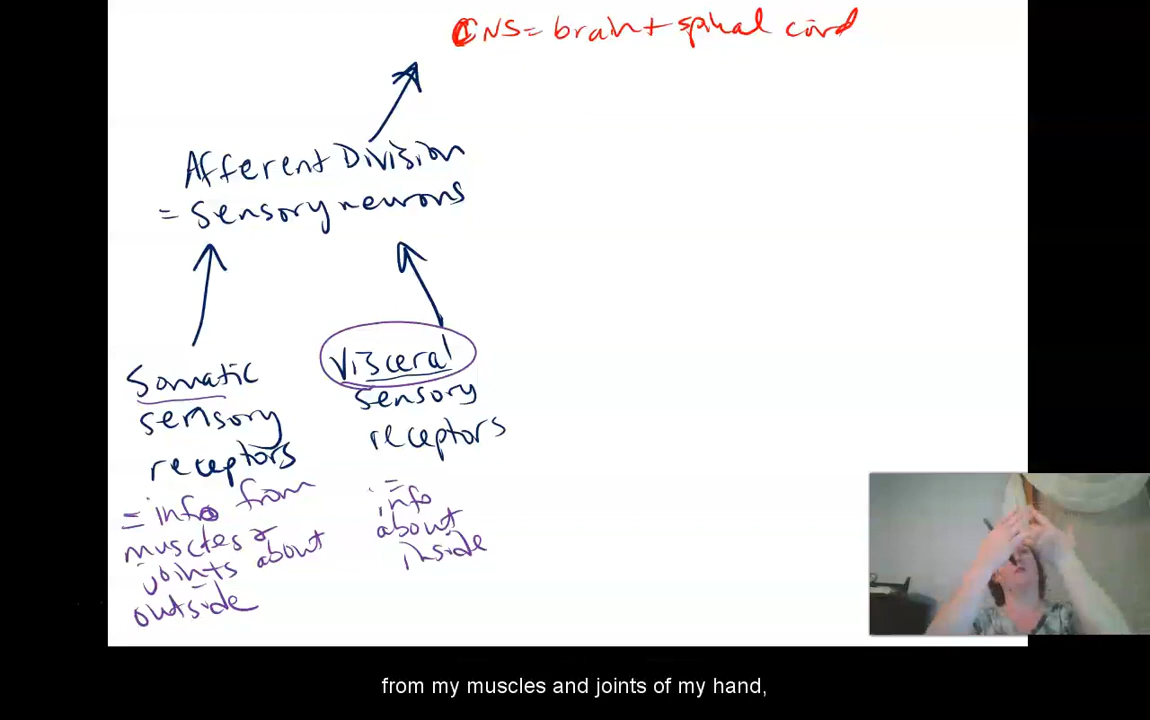 CNS = brain + spinal cord
Afferent Division
= Sensory neurons
Somatic
sensory
receptors
= info from
muscles &
joints about
outside
Visceral
sensory
receptors
= info
about
inside
from my muscles and joints of my hand,